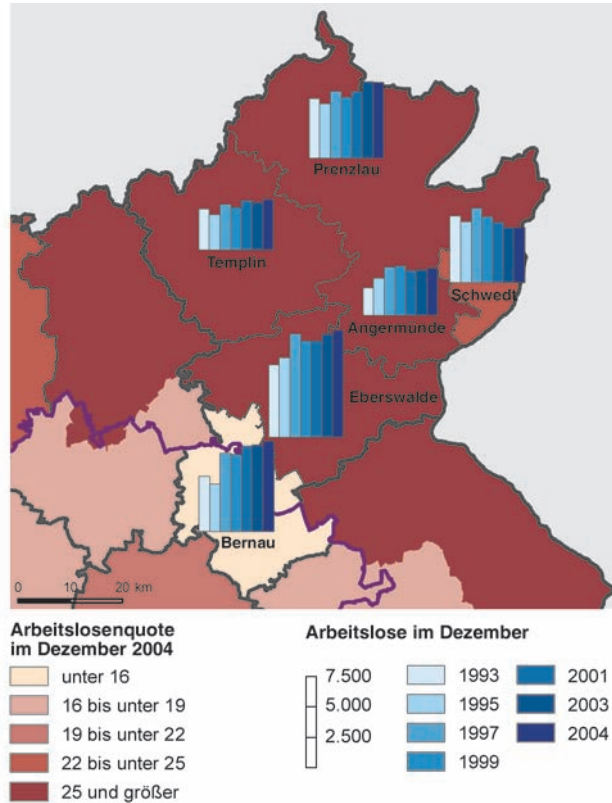 Prenzlau
Templin
Schwedt
Angermünde
Eberswalde
Bernau
0 10 20 km
Arbeitslosenquote
im Dezember 2004
unter 16
16 bis unter 19
19 bis unter 22
22 bis unter 25
25 und größer
Arbeitslose im Dezember
7.500
5.000
2.500
1993
1995
1997
1999
2001
2003
2004